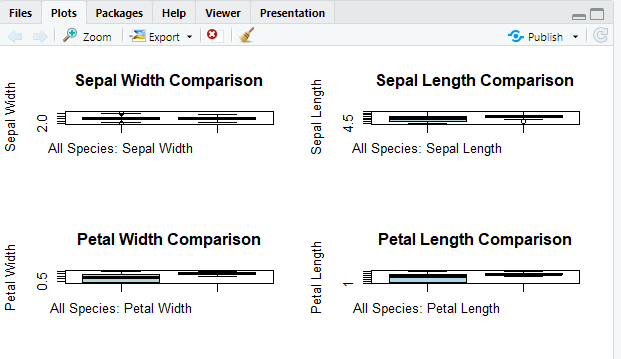 Files Plots Packages Help Viewer Presentation
Zoom Export Publish
Sepal Width Comparison
Sepal Width
2.0
All Species: Sepal Width
Sepal Length Comparison
Sepal Length
4.5
All Species: Sepal Length
Petal Width Comparison
Petal Width
0.5
All Species: Petal Width
Petal Length Comparison
Petal Length
1
All Species: Petal Length